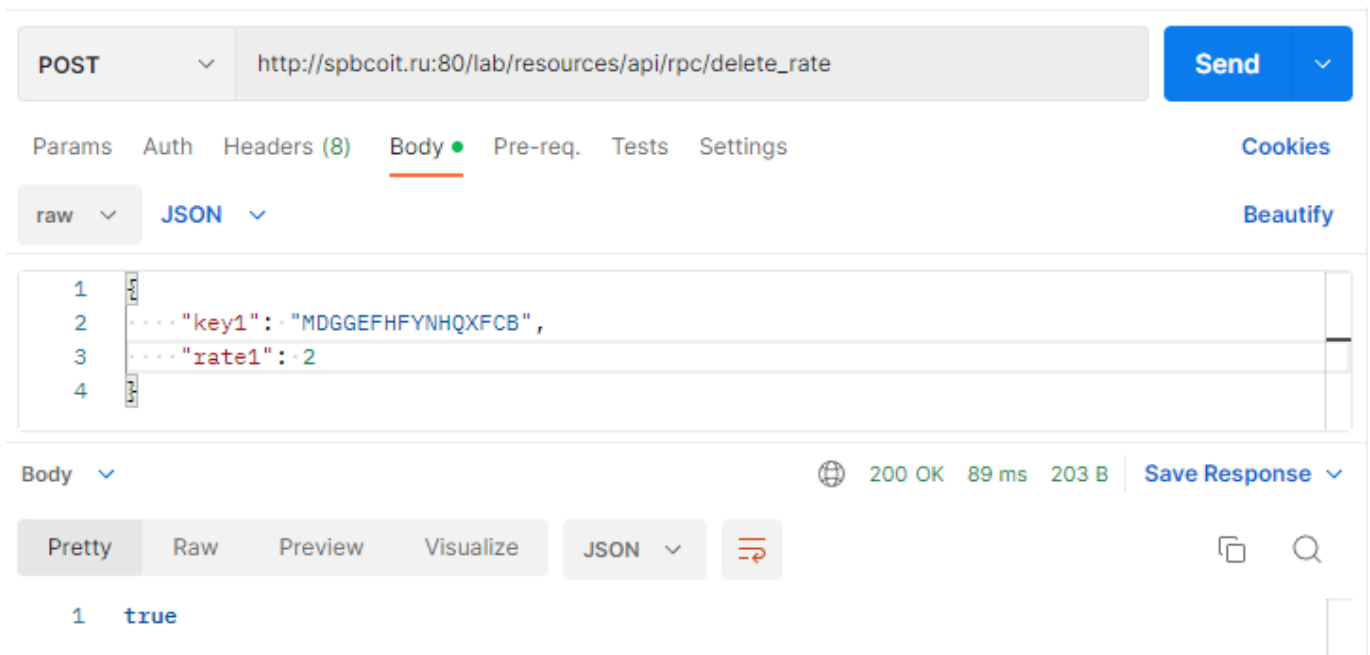 POST http://spbcoit.ru:80/lab/resources/api/rpc/delete_rate Send
Params Auth Headers (8) Body Pre-req. Tests Settings Cookies
raw JSON Beautify
1 {
2 "key1": "MDGGEFHFYNHQXFCB",
3 "rate1": 2
4 }
Body 200 OK 89 ms 203 B Save Response
Pretty Raw Preview Visualize JSON
1 true